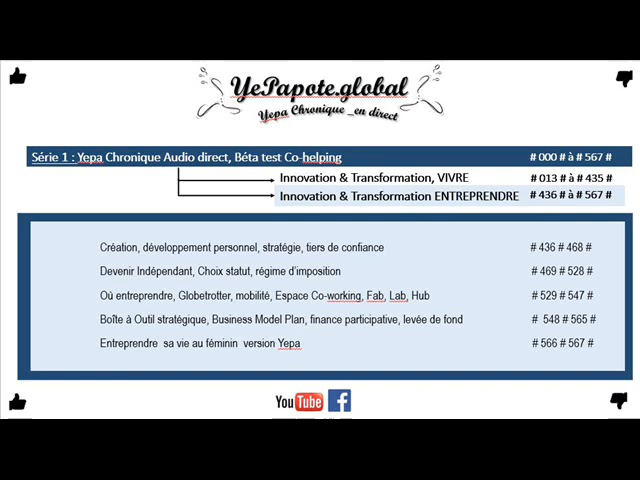 YePapote.global
Yepa Chronique _en direct
Série 1 : Yepa Chronique Audio direct, Béta test Co-helping # 000 # à # 567 #
Innovation & Transformation, VIVRE # 013 # à # 435 #
Innovation & Transformation ENTREPRENDRE # 436 # à # 567 #
Création, développement personnel, stratégie, tiers de confiance # 436 # 468 #
Devenir Indépendant, Choix statut, régime d'imposition # 469 # 528 #
Où entreprendre, Globetrotter, mobilité, Espace Co-working, Fab, Lab, Hub # 529 # 547 #
Boîte à Outil stratégique, Business Model Plan, finance participative, levée de fond # 548 # 565 #
Entreprendre sa vie au féminin version Yepa # 566 # 567 #
YouTube f